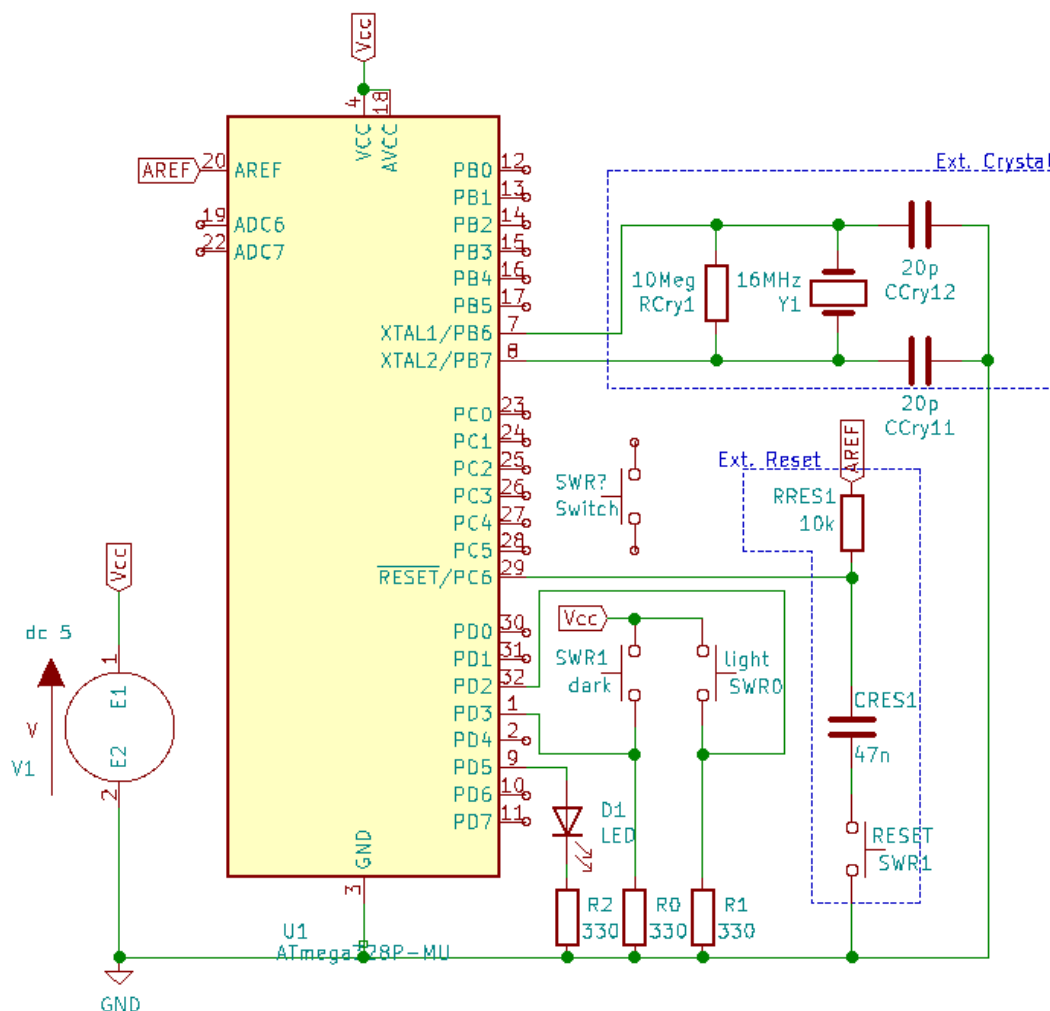 Vcc
4
18
VCC
AVCC
AREF
20
AREF
19
ADC6
22
ADC7
PB0
12
PB1
13
PB2
14
PB3
15
PB4
16
PB5
17
XTAL1/PB6
7
XTAL2/PB7
8
PC0
23
PC1
24
PC2
25
PC3
26
PC4
27
PC5
28
RESET/PC6
29
PD0
30
PD1
31
PD2
32
PD3
1
PD4
2
PD5
9
PD6
10
PD7
11
GND
3
U1
ATmega328P-MU
Ext. Crystal
10Meg
RCry1
16MHz
Y1
20p
CCry12
20p
CCry11
Ext. Reset
AREF
RRES1
10k
SWR?
Switch
Vcc
SWR1
dark
light
SWR0
CRES1
47n
RESET
SWR1
D1
LED
R2
330
R0
330
R1
330
Vcc
dc 5
1
E1
V
E2
V1
2
GND